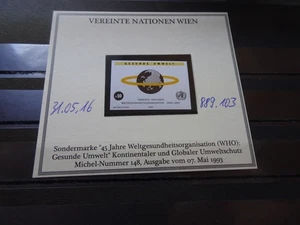 VEREINTE NATIONEN WIEN
GESUNDE UMWELT
31.05.16
889.103
Sondermarke "45 Jahre Weltgesundheitsorganisation (WHO):
Gesunde Umwelt" Kontinentaler und Globaler Umweltschutz
Michel-Nummer 148, Ausgabe vom 07. Mai 1993